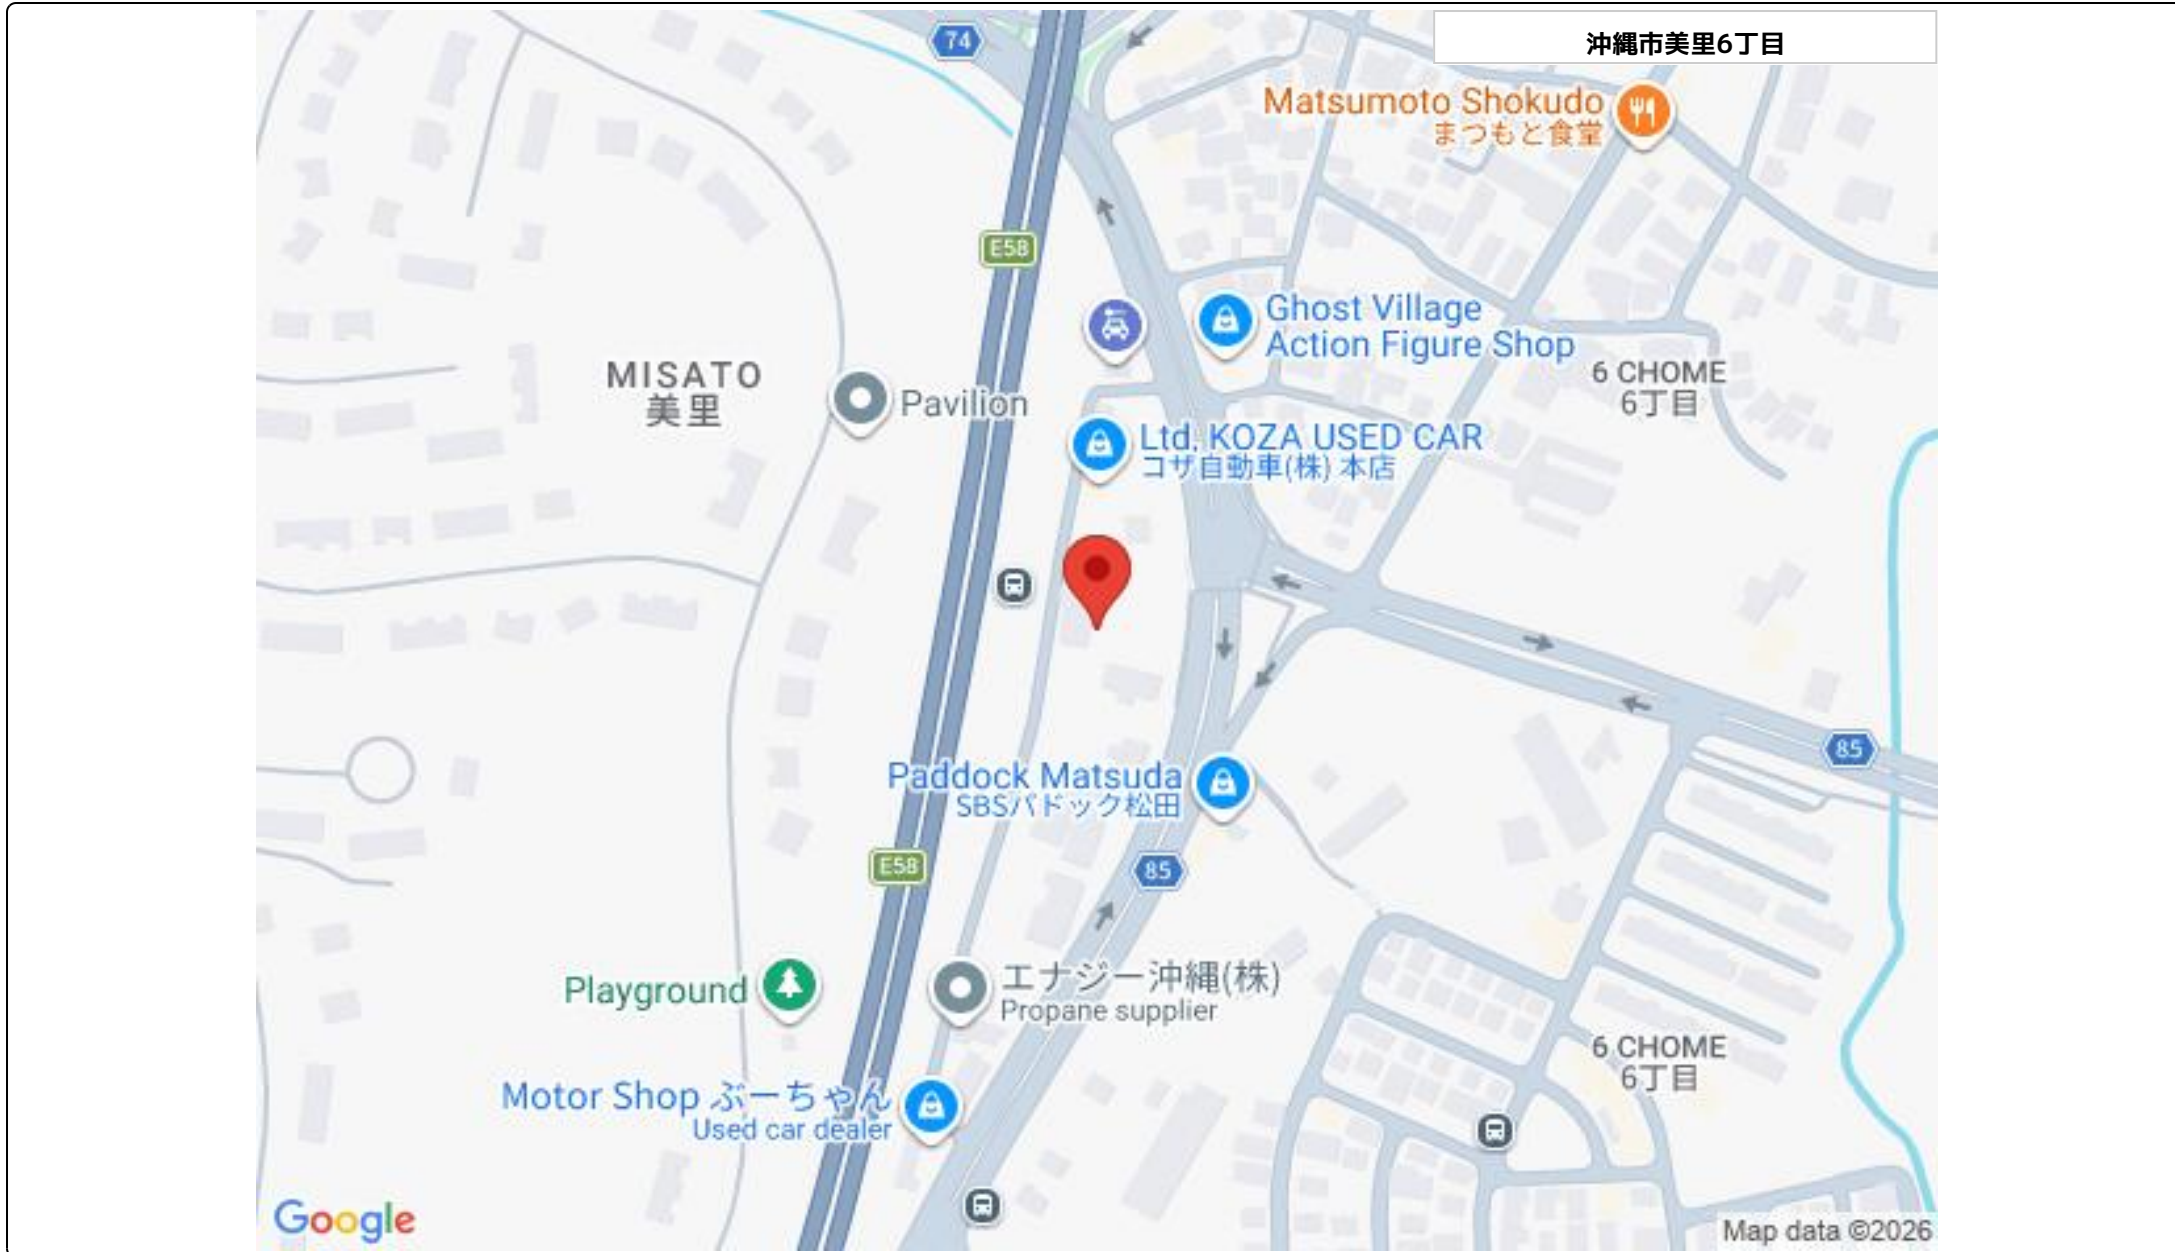 74
沖縄市美里6丁目
Matsumoto Shokudo
まつもと食堂
E58
Ghost Village
Action Figure Shop
MISATO
美里
6 CHOME
6丁目
Pavilion
Ltd, KOZA USED CAR
コザ自動車(株) 本店
85
Paddock Matsuda
SBSパドック松田
E58
85
Playground
エナジー沖縄(株)
Propane supplier
6 CHOME
6丁目
Motor Shop ぶーちゃん
Used car dealer
Google
Map data ©2026